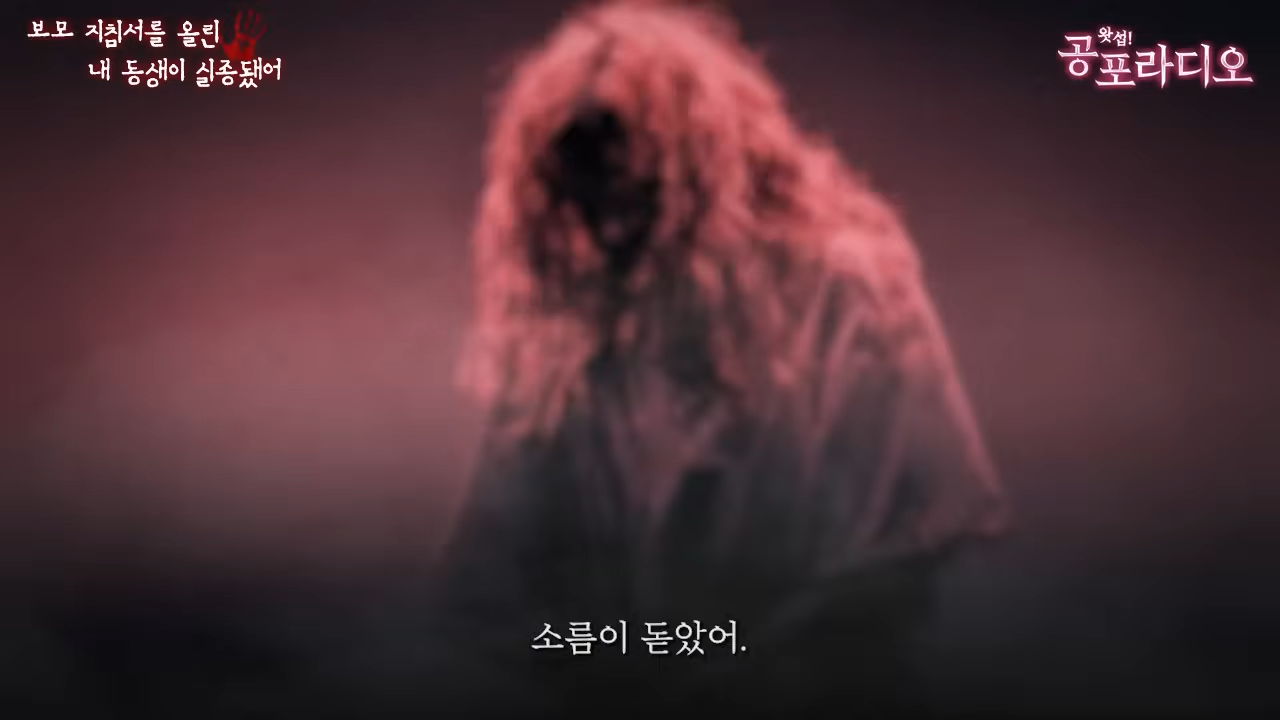 보모 지침서를 올린
내 동생이 실종됐어
왓섭!
공포라디오
소름이 돋았어.